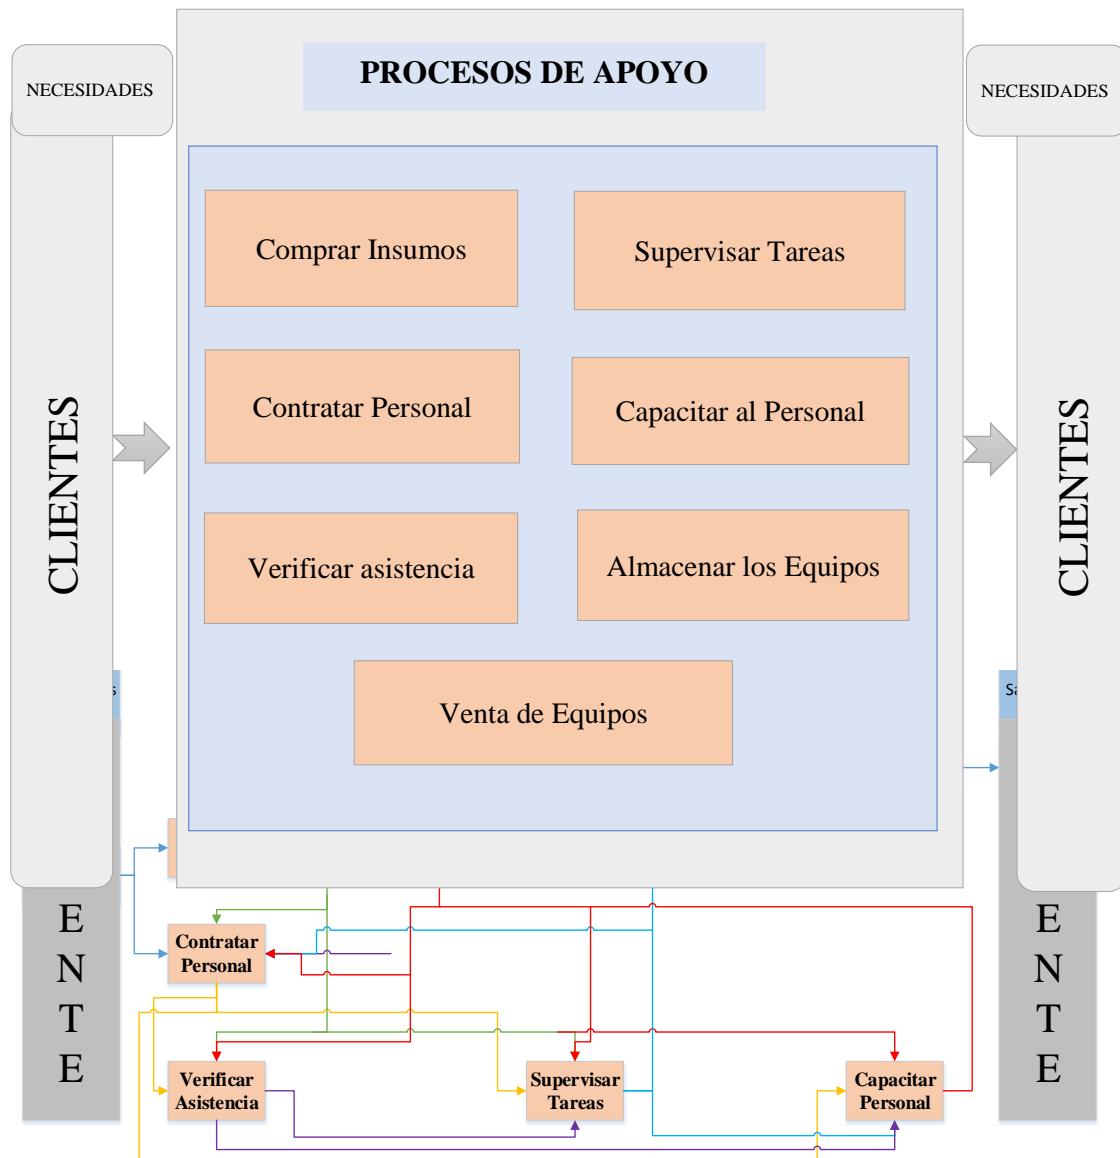 PROCESOS DE APOYO
NECESIDADES
NECESIDADES
Comprar Insumos
Supervisar Tareas
Contratar Personal
Capacitar al Personal
CLIENTES
CLIENTES
Verificar asistencia
Almacenar los Equipos
Venta de Equipos
E
N
T
E
E
N
T
E
Contratar
Personal
Verificar
Asistencia
Supervisar
Tareas
Capacitar
Personal